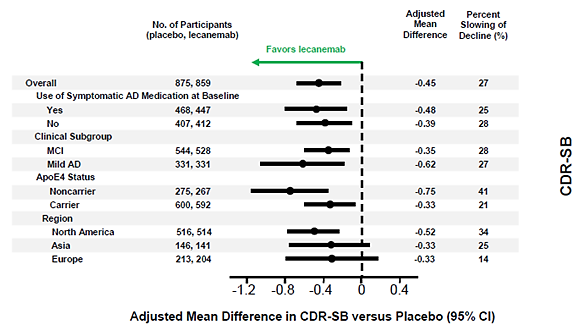 No. of Participants
(placebo, lecanemab)
Adjusted
Mean
Difference
Percent
Slowing of
Decline (%)
Favors lecanemab
Overall 875, 859 -0.45 27
Use of Symptomatic AD Medication at Baseline
Yes 468, 447 -0.48 25
No 407, 412 -0.39 28
Clinical Subgroup
MCI 544, 528 -0.35 28
Mild AD 331, 331 -0.62 27
ApoE4 Status
Noncarrier 275, 267 -0.75 41
Carrier 600, 592 -0.33 21
Region
North America 516, 514 -0.52 34
Asia 146, 141 -0.33 25
Europe 213, 204 -0.33 14
-1.2 -0.8 -0.4 0 0.4
Adjusted Mean Difference in CDR-SB versus Placebo (95% CI)
CDR-SB